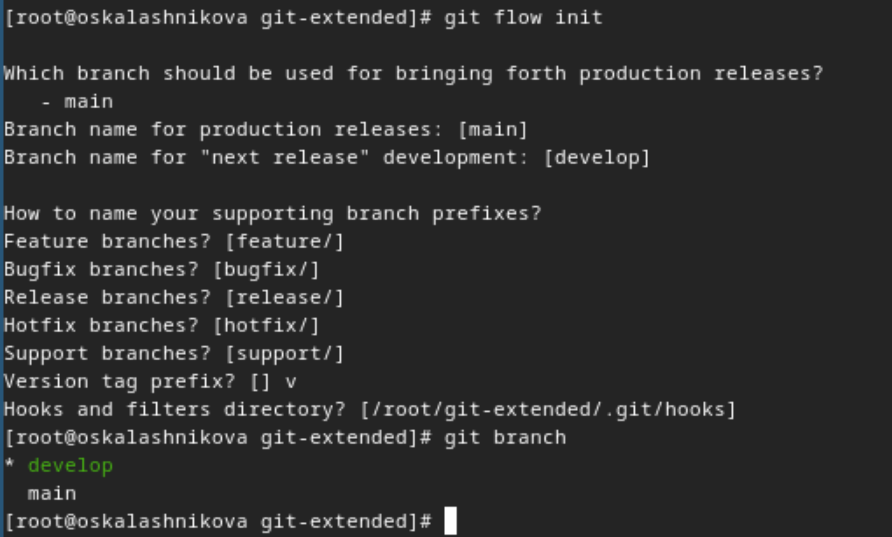 [root@oskalashnikova git-extended]# git flow init
Which branch should be used for bringing forth production releases?
   - main
Branch name for production releases: [main]
Branch name for "next release" development: [develop]
How to name your supporting branch prefixes?
Feature branches? [feature/]
Bugfix branches? [bugfix/]
Release branches? [release/]
Hotfix branches? [hotfix/]
Support branches? [support/]
Version tag prefix? [] v
Hooks and filters directory? [/root/git-extended/.git/hooks]
[root@oskalashnikova git-extended]# git branch
* develop
  main
[root@oskalashnikova git-extended]#